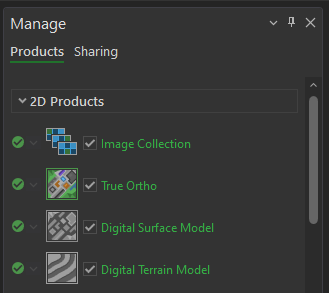 Manage
Products Sharing
2D Products
Image Collection
True Ortho
Digital Surface Model
Digital Terrain Model